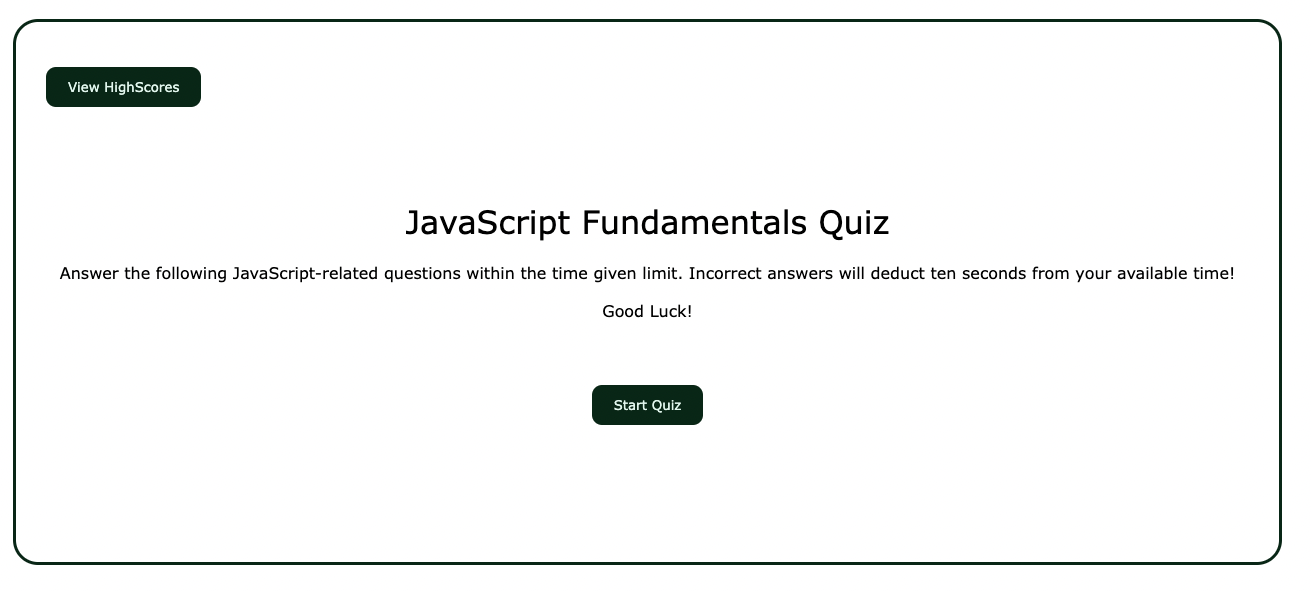 View HighScores
JavaScript Fundamentals Quiz
Answer the following JavaScript-related questions within the time given limit. Incorrect answers will deduct ten seconds from your available time!
Good Luck!
Start Quiz